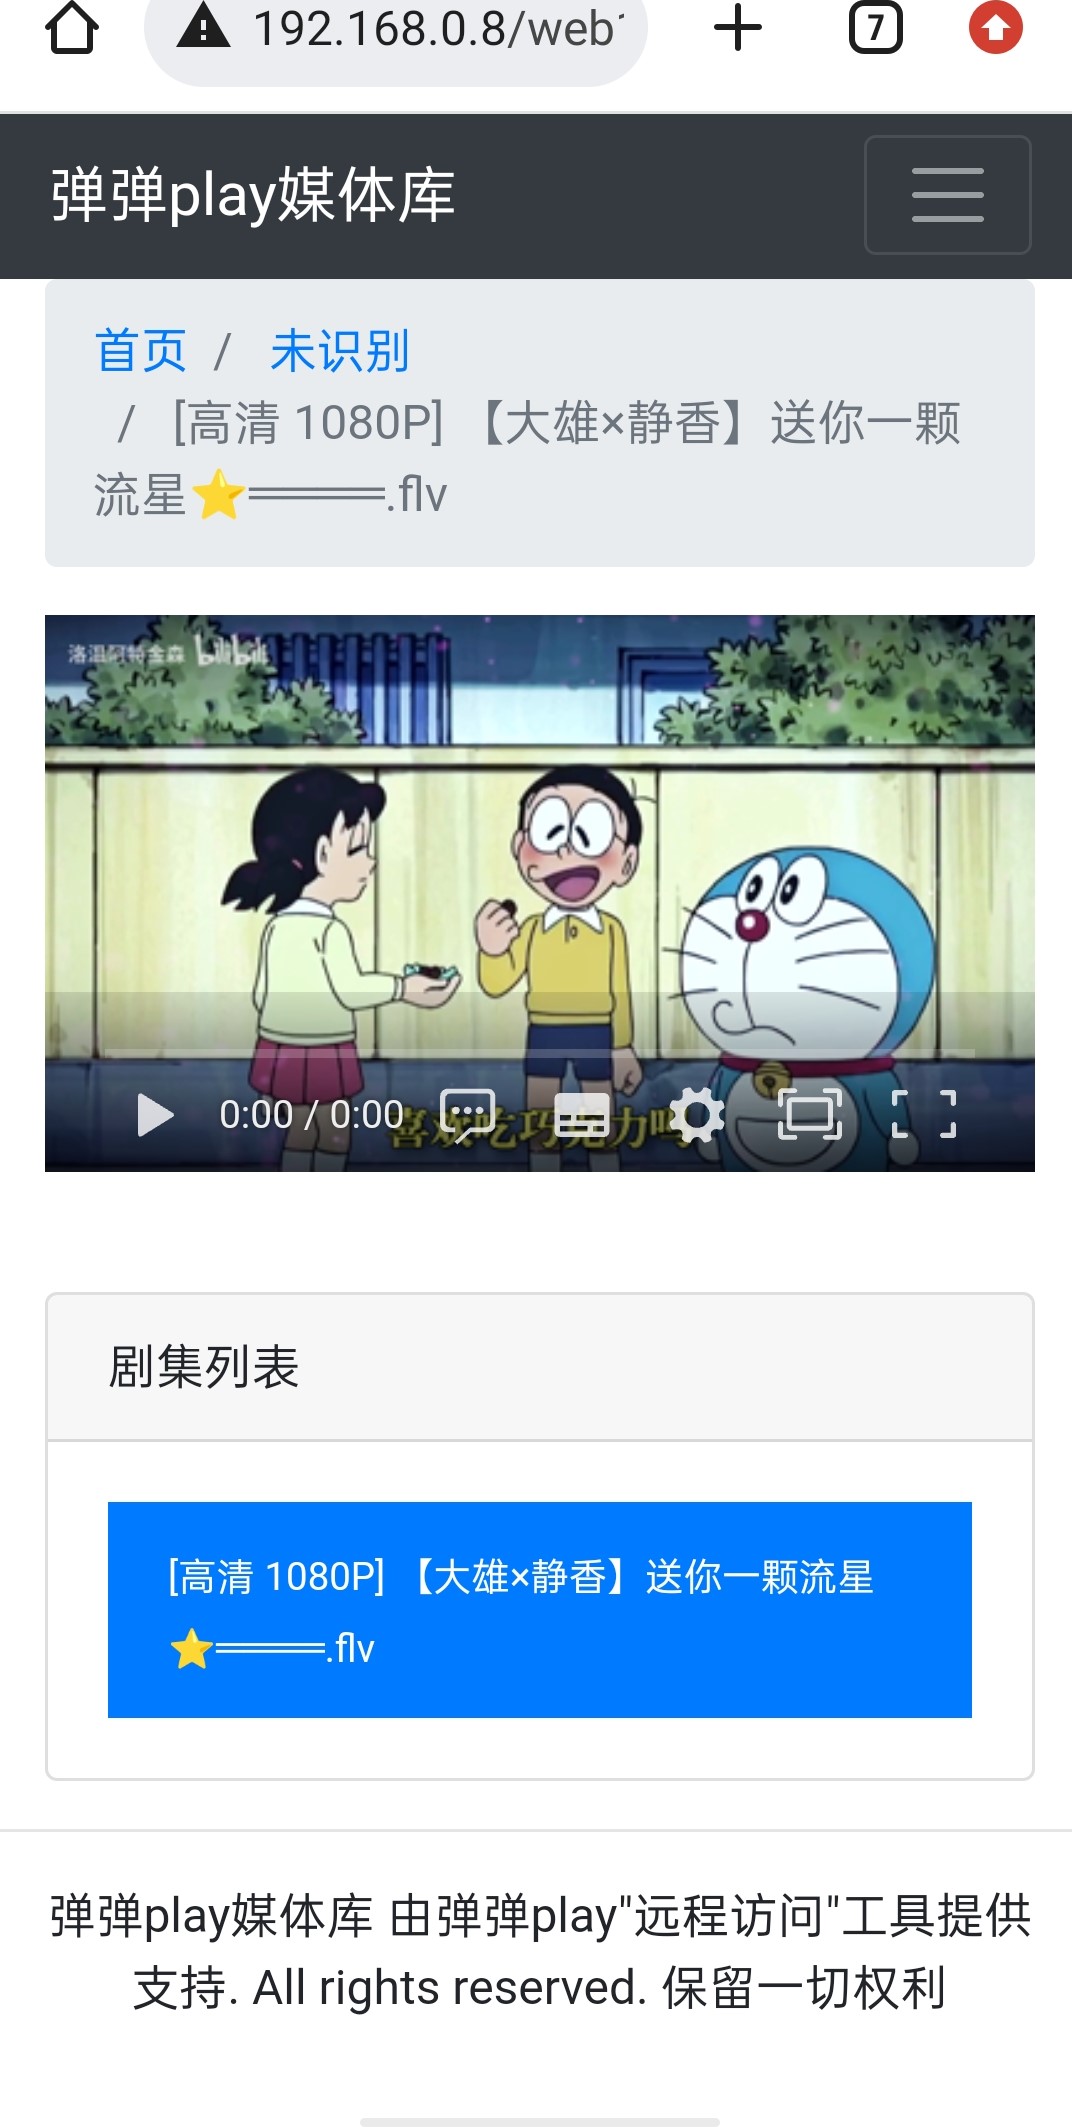 192.168.0.8/web
7
弹弹play媒体库
首页 / 未识别
/ [高清 1080P] 【大雄×静香】送你一颗
流星⭐═════.flv
洛温阿特金森 bilibili
0:00 / 0:00
喜欢吃巧克力吗
剧集列表
[高清 1080P] 【大雄×静香】送你一颗流星
⭐═════.flv
弹弹play媒体库 由弹弹play"远程访问"工具提供
支持. All rights reserved. 保留一切权利